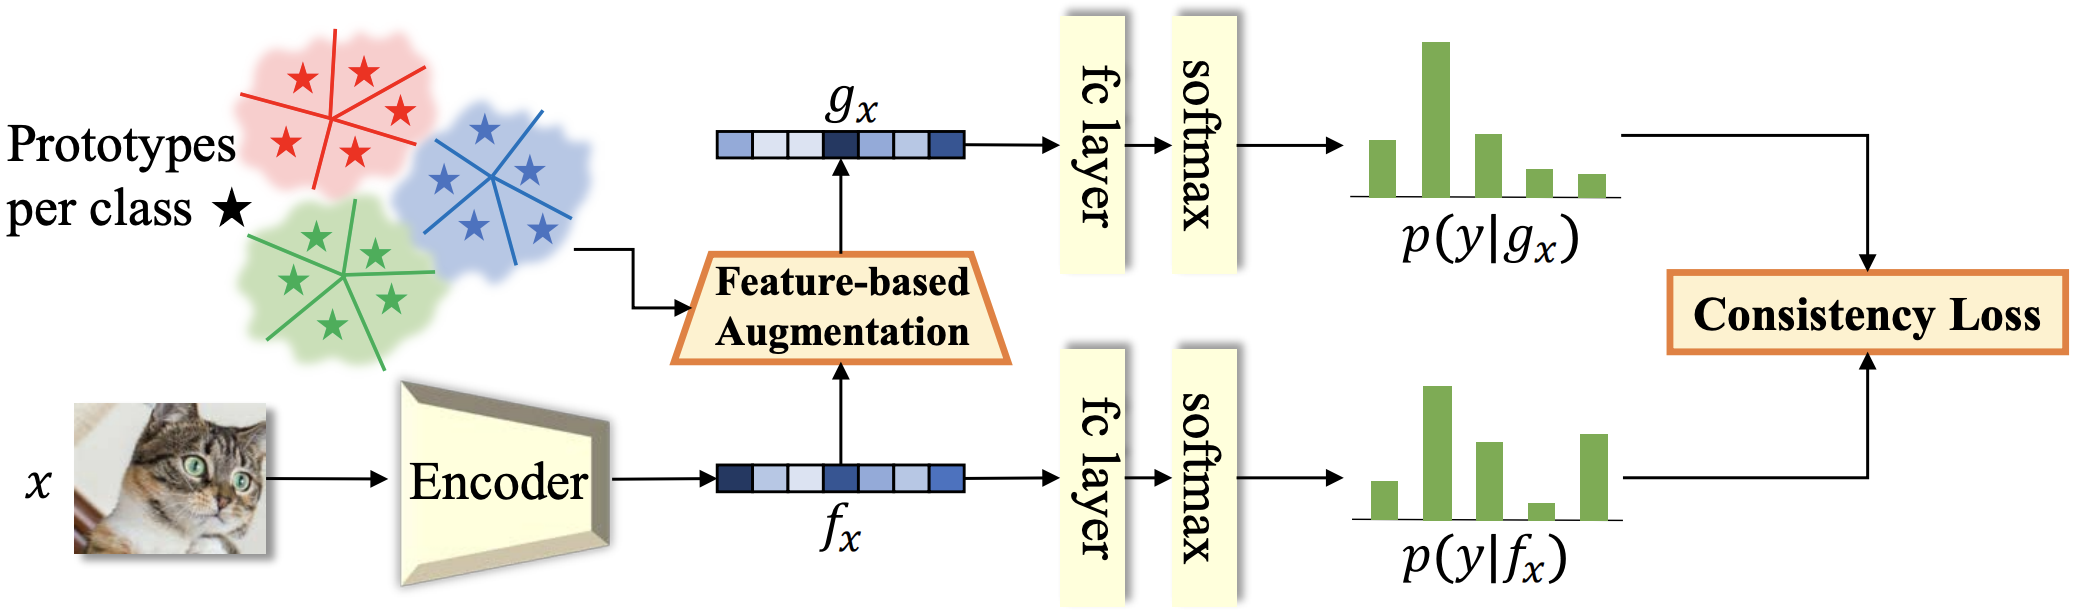 Prototypes
per class ★
g_x
fc layer
softmax
p(y|g_x)
Feature-based
Augmentation
Consistency Loss
x
Encoder
f_x
fc layer
softmax
p(y|f_x)